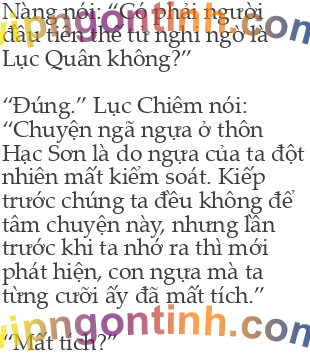 Nàng nói: “Có phải người
đầu tiên thế tử nghi ngờ là
Lục Quân không?”
“Đúng.” Lục Chiêm nói:
“Chuyện ngã ngựa ở thôn
Hạc Sơn là do ngựa của ta đột
nhiên mất kiểm soát. Kiếp
trước chúng ta đều không để
tâm chuyện này, nhưng lần
trước khi ta nhớ ra thì mới
phát hiện, con ngựa mà ta
từng cưỡi ấy đã mất tích.”
vipngontinh.com
“Mất tích?”